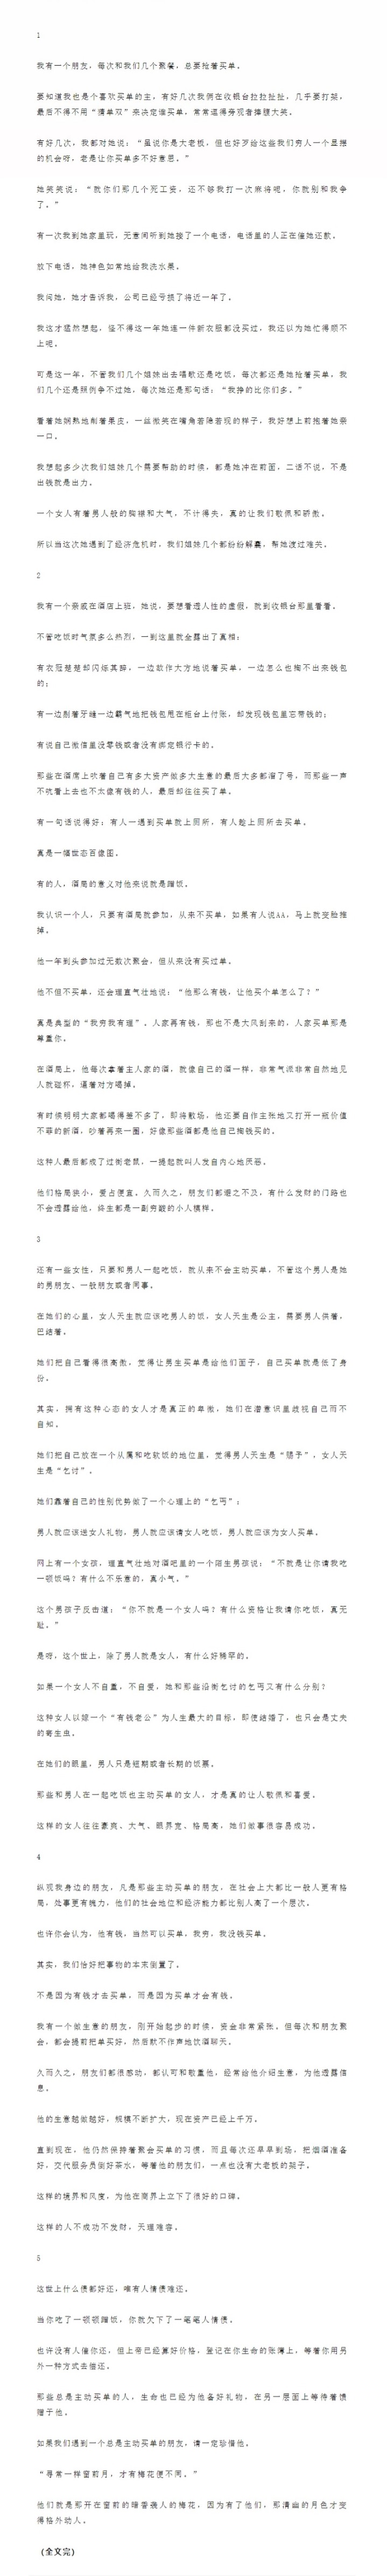 1
我有一个朋友，每次和我们几个聚餐，总要抢着买单。
要知道我也是个喜欢买单的主，有好几次我俩在收银台拉拉扯扯，几乎要打架，
最后不得不用“猜单双”来决定谁买单，常常逗得旁观者捧腹大笑。
有好几次，我都对她说：“虽说你是大老板，但也好歹给这些我们穷人一个显摆
的机会呀，老是让你买单多不好意思。”
她笑笑说：“就你们那几个死工资，还不够我打一次麻将呢，你就别和我争
了。”
有一次我到她家里玩，无意间听到她接了一个电话，电话里的人正在催她还款。
放下电话，她神色如常地给我洗水果。
我问她，她才告诉我，公司已经亏损了将近一年了。
我这才猛然想起，怪不得这一年她连一件新衣服都没买过，我还以为她忙得顾不
上呢。
可是这一年，不管我们几个姐妹出去唱歌还是吃饭，每次都还是她抢着买单，我
们几个还是照例争不过她，每次她还是那句话：“我挣的比你们多。”
看着她娴熟地削着果皮，一丝微笑在嘴角若隐若现的样子，我好想上前抱着她亲
一口。
我想起多少次我们姐妹几个需要帮助的时候，都是她冲在前面，二话不说，不是
出钱就是出力。
一个女人有着男人般的胸襟和大气，不计得失，真的让我们敬佩和骄傲。
所以当这次她遇到了经济危机时，我们姐妹几个都纷纷解囊，帮她渡过难关。
2
我有一个亲戚在酒店上班，她说，要想看透人性的虚假，就到收银台那里看看。
不管吃饭时气氛多么热烈，一到这里就全露出了真相：
有衣冠楚楚却闪烁其辞，一边故作大方地说着买单，一边怎么也掏不出来钱包
的；
有一边剔着牙缝一边霸气地把钱包甩在柜台上付账，却发现钱包里忘带钱的；
有说自己微信里没零钱或者没有绑定银行卡的。
那些在酒席上吹着自己有多大资产做多大生意的最后大多都溜了号，而那些一声
不吭看上去也不太像有钱的人，最后却往往买了单。
有一句话说得好：有人一遇到买单就上厕所，有人趁上厕所去买单。
真是一幅世态百像图。
有的人，酒局的意义对他来说就是蹭饭。
我认识一个人，只要有酒局就参加，从来不买单，如果有人说AA，马上就变脸推
掉。
他一年到头参加过无数次聚会，但从来没有买过单。
他不但不买单，还会理直气壮地说：“他那么有钱，让他买个单怎么了？”
真是典型的“我穷我有理”。人家再有钱，那也不是大风刮来的，人家买单那是
尊重你。
在酒局上，他每次拿着主人家的酒，就像自己的酒一样，非常气派非常自然地见
人就碰杯，逼着对方喝掉。
有时候明明大家都喝得差不多了，即将散场，他还要自作主张地又打开一瓶价值
不菲的新酒，吵着再来一圈，好像那些酒都是他自己掏钱买的。
这种人最后都成了过街老鼠，一提起就叫人发自内心地厌恶。
他们格局狭小，爱占便宜。久而久之，朋友们都避之不及，有什么发财的门路也
不会透露给他，终生都是一副穷酸的小人模样。
3
还有一些女性，只要和男人一起吃饭，就从来不会主动买单，不管这个男人是她
的男朋友、一般朋友或者同事。
在她们的心里，女人天生就应该吃男人的饭，女人天生是公主，需要男人供着，
巴结着。
她们把自己看得很高傲，觉得让男生买单是给他们面子，自己买单就是低了身
份。
其实，拥有这种心态的女人才是真正的卑微，她们在潜意识里歧视自己而不
自知。
她们把自己放在一个从属和吃软饭的地位里，觉得男人天生是“赐予”，女人天
生是“乞讨”。
她们靠着自己的性别优势做了一个心理上的“乞丐”：
男人就应该送女人礼物，男人就应该请女人吃饭，男人就应该为女人买单。
网上有一个女孩，理直气壮地对酒吧里的一个陌生男孩说：“不就是让你请我吃
一顿饭吗？有什么不乐意的，真小气。”
这个男孩子反击道：“你不就是一个女人吗？有什么资格让我请你吃饭，真无
耻。”
是呀，这个世上，除了男人就是女人，有什么好稀罕的。
如果一个女人不自重，不自爱，她和那些沿街乞讨的乞丐又有什么分别？
这种女人以嫁一个“有钱老公”为人生最大的目标，即便结婚了，也只会是丈夫
的寄生虫。
在她们的眼里，男人只是短期或者长期的饭票。
那些和男人在一起吃饭也主动买单的女人，才是真的让人敬佩和喜爱。
这样的女人往往豪爽、大气、眼界宽、格局高，她们做事很容易成功。
4
纵观我身边的朋友，凡是那些主动买单的朋友，在社会上大都比一般人更有格
局，处事更有魄力，他们的社会地位和经济能力都比别人高了一个层次。
也许你会认为，他有钱，当然可以买单，我穷，我没钱买单。
其实，我们恰好把事物的本末倒置了。
不是因为有钱才去买单，而是因为买单才会有钱。
我有一个做生意的朋友，刚开始起步的时候，资金非常紧张。但每次和朋友聚
会，都会提前把单买好，然后默不作声地饮酒聊天。
久而久之，朋友们都很感动，都认可和敬重他，经常给他介绍生意，为他透露信
息。
他的生意越做越好，规模不断扩大，现在资产已经上千万。
直到现在，他仍然保持着聚会买单的习惯，而且每次还早早到场，把烟酒准备
好，交代服务员倒好茶水，等着他的朋友们，一点也没有大老板的架子。
这样的境界和风度，为他在商界上立下了很好的口碑。
这样的人不成功不发财，天理难容。
5
这世上什么债都好还，唯有人情债难还。
当你吃了一顿顿蹭饭，你就欠下了一笔笔人情债。
也许没有人催你还，但上帝已经算好价格，登记在你生命的账簿上，等着你用另
外一种方式去偿还。
那些总是主动买单的人，生命也已经为他备好礼物，在另一层面上等待着馈
赠于他。
如果我们遇到一个总是主动买单的朋友，请一定珍惜他。
“寻常一样窗前月，才有梅花便不同。”
他们就是那开在窗前的暗香袭人的梅花，因为有了他们，那清幽的月色才变
得格外动人。
（全文完）